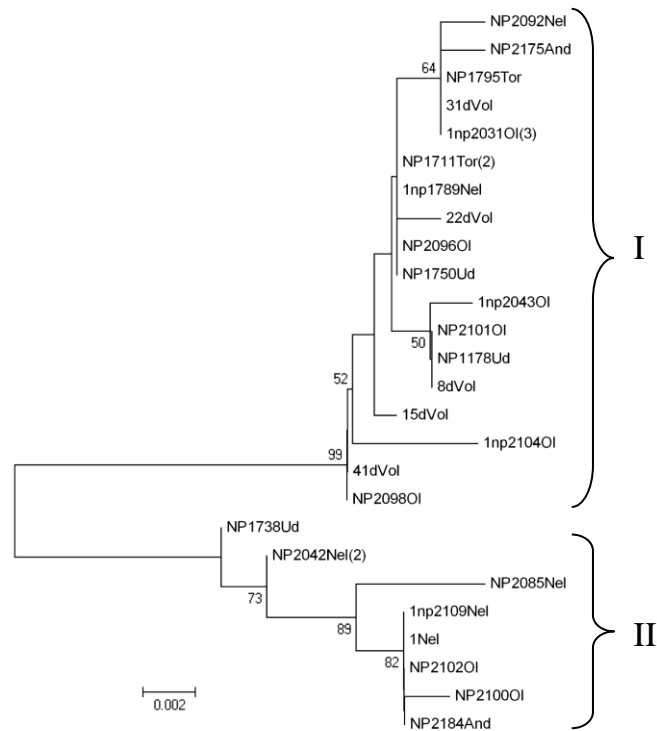 NP2092Nel
NP2175And
64
NP1795Tor
31dVol
1np2031Ol(3)
NP1711Tor(2)
1np1789Nel
22dVol
NP2096Ol
NP1750Ud
I
1np2043Ol
NP2101Ol
50
NP1178Ud
8dVol
52
15dVol
1np2104Ol
99
41dVol
NP2098Ol
NP1738Ud
NP2042Nel(2)
73
NP2085Nel
89
1np2109Nel
1Nel
II
82
NP2102Ol
NP2100Ol
NP2184And
0.002